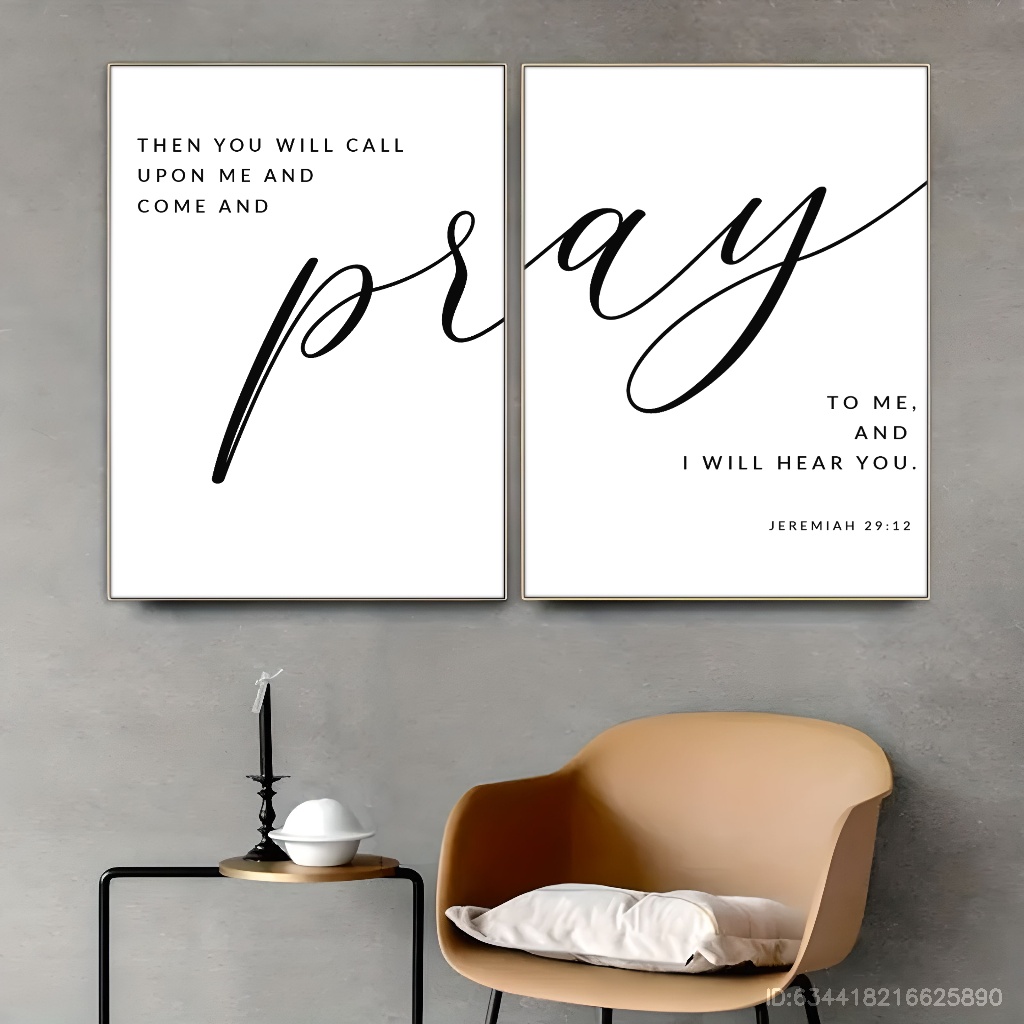 THEN YOU WILL CALL
UPON ME AND
COME AND
pray
TO ME,
AND
I WILL HEAR YOU.
JEREMIAH 29:12
ID:634418216625890